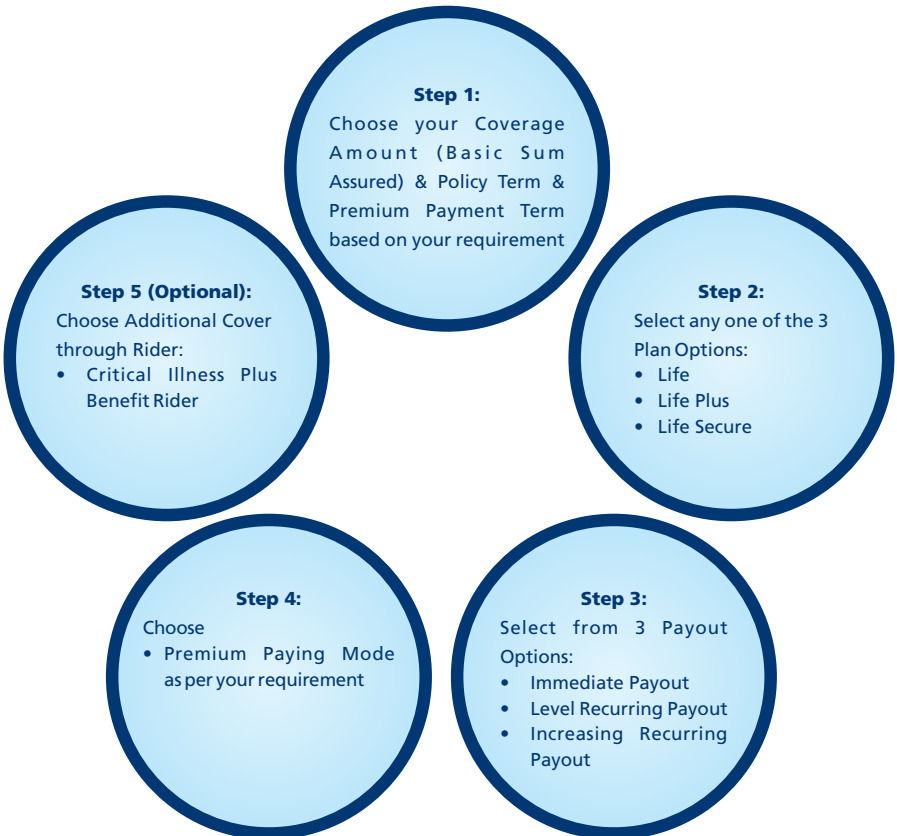 Step 1:
Choose your Coverage
Amount (Basic Sum
Assured) & Policy Term &
Premium Payment Term
based on your requirement
Step 2:
Select any one of the 3
Plan Options:
• Life
• Life Plus
• Life Secure
Step 3:
Select from 3 Payout
Options:
• Immediate Payout
• Level Recurring Payout
• Increasing Recurring
Payout
Step 4:
Choose
• Premium Paying Mode
as per your requirement
Step 5 (Optional):
Choose Additional Cover
through Rider:
• Critical Illness Plus
Benefit Rider